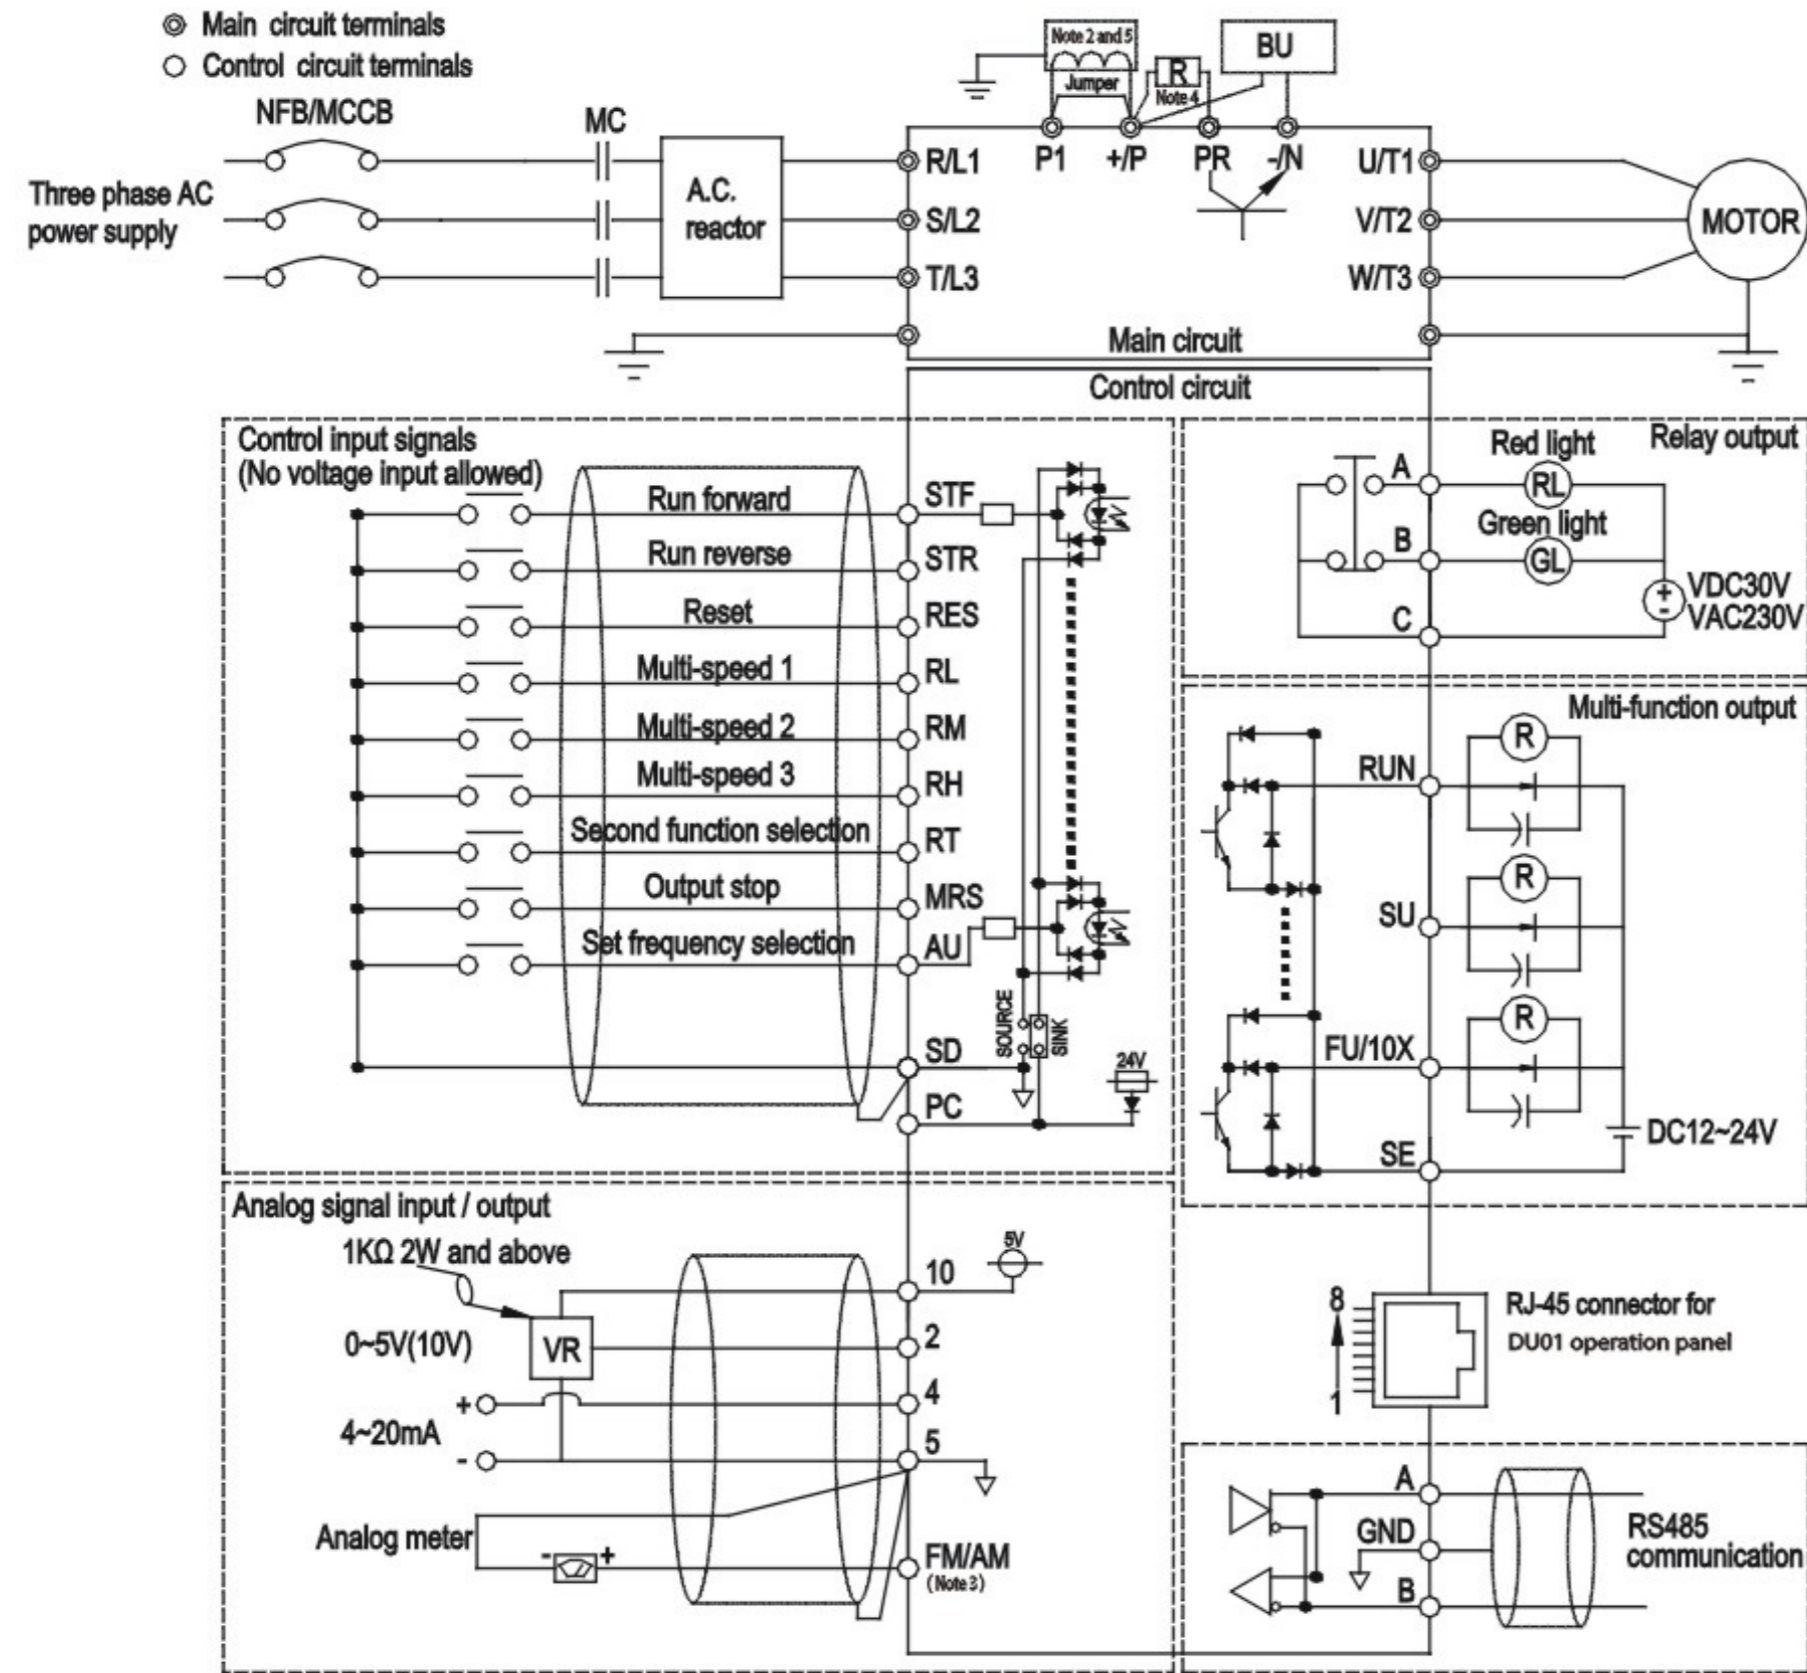 Main circuit terminals
Control circuit terminals
NFB/MCCB
MC
Three phase AC
power supply
A.C.
reactor
Note 2 and 5
Jumper
R
Note 4
BU
R/L1
S/L2
T/L3
P1
+/P
PR
-/N
U/T1
V/T2
W/T3
MOTOR
Main circuit
Control circuit
Control input signals
(No voltage input allowed)
Run forward
STF
Run reverse
STR
Reset
RES
Multi-speed 1
RL
Multi-speed 2
RM
Multi-speed 3
RH
Second function selection
RT
Output stop
MRS
Set frequency selection
AU
SOURCE
SINK
SD
24V
PC
Relay output
Red light
A
RL
Green light
B
GL
+
-
VDC30V
VAC230V
C
Multi-function output
R
RUN
R
SU
R
FU/10X
DC12~24V
SE
Analog signal input / output
1KΩ 2W and above
5V
10
0~5V(10V)
VR
2
+
4
4~20mA
-
5
Analog meter
-
+
FM/AM
(Note 3)
8
1
RJ-45 connector for
DU01 operation panel
A
GND
B
RS485
communication